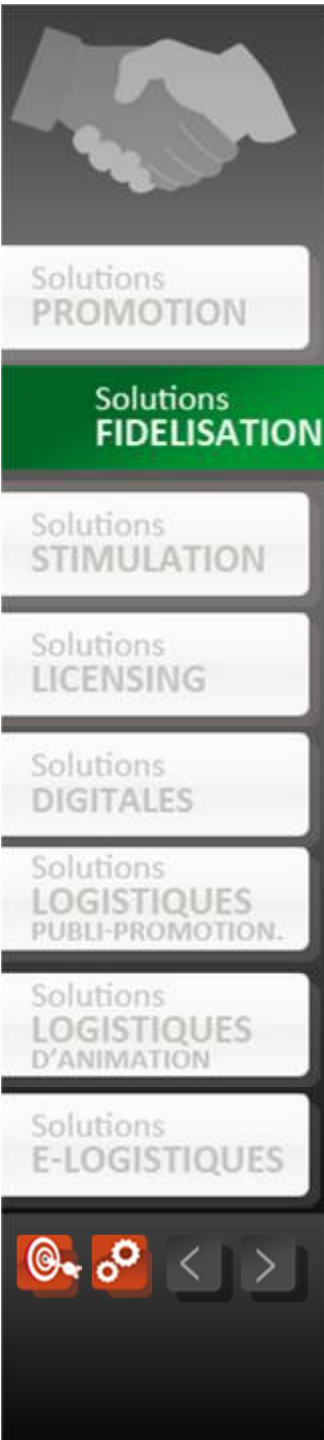 Solutions
PROMOTION
Solutions
FIDELISATION
Solutions
STIMULATION
Solutions
LICENSING
Solutions
DIGITALES
Solutions
LOGISTIQUES
PUBLI-PROMOTION.
Solutions
LOGISTIQUES
D'ANIMATION
Solutions
E-LOGISTIQUES